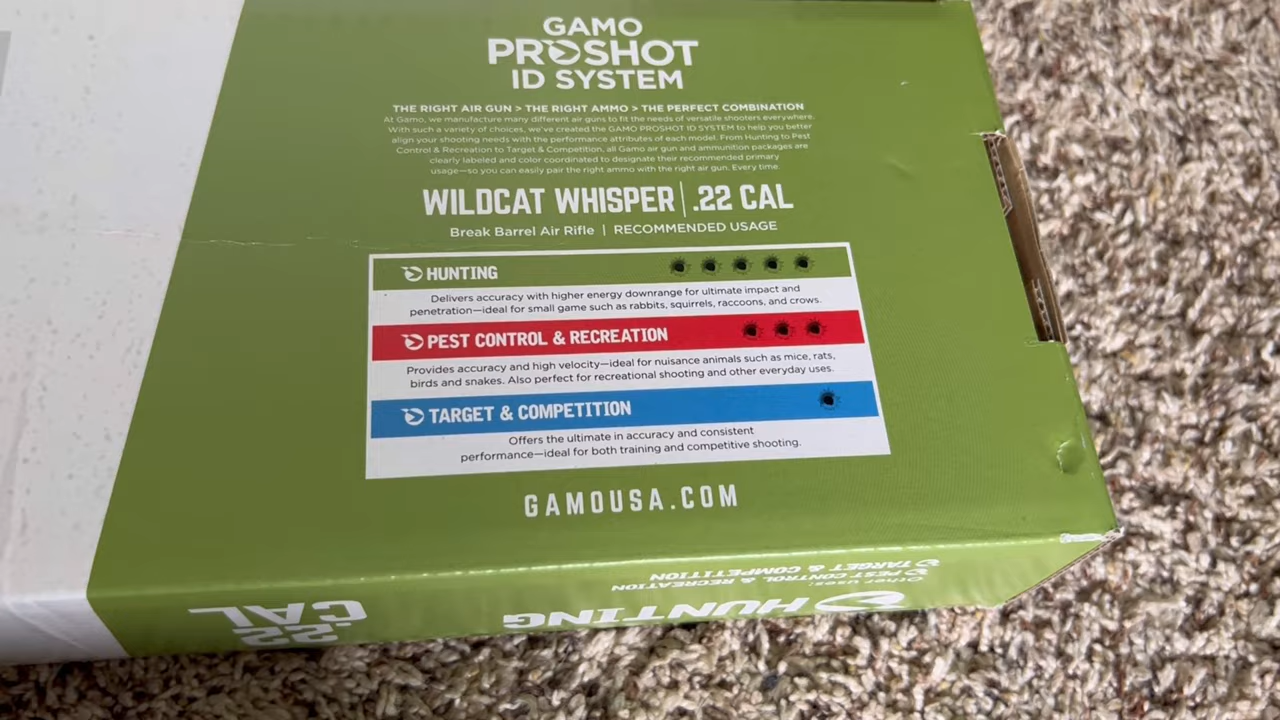 GAMO
PROSHOT
ID SYSTEM
THE RIGHT AIR GUN > THE RIGHT AMMO > THE PERFECT COMBINATION
At Gamo, we manufacture many different air guns to fit the needs of versatile shooters everywhere.
With such a variety of choices, we've created the GAMO PROSHOT ID SYSTEM to help you better
align your shooting needs with the performance attributes of each model. From Hunting to Pest
Control & Recreation to Target & Competition, all Gamo air gun and ammunition packages are
clearly labeled and color coordinated to designate their recommended primary
usage—so you can easily pair the right ammo with the right air gun. Every time.
WILDCAT WHISPER | .22 CAL
Break Barrel Air Rifle | RECOMMENDED USAGE
HUNTING
Delivers accuracy with higher energy downrange for ultimate impact and
penetration—ideal for small game such as rabbits, squirrels, raccoons, and crows.
PEST CONTROL & RECREATION
Provides accuracy and high velocity—ideal for nuisance animals such as mice, rats,
birds and snakes. Also perfect for recreational shooting and other everyday uses.
TARGET & COMPETITION
Offers the ultimate in accuracy and consistent
performance—ideal for both training and competitive shooting.
GAMOUSA.COM
HUNTING
Other uses:
PEST CONTROL & RECREATION
TARGET & COMPETITION
.22
CAL